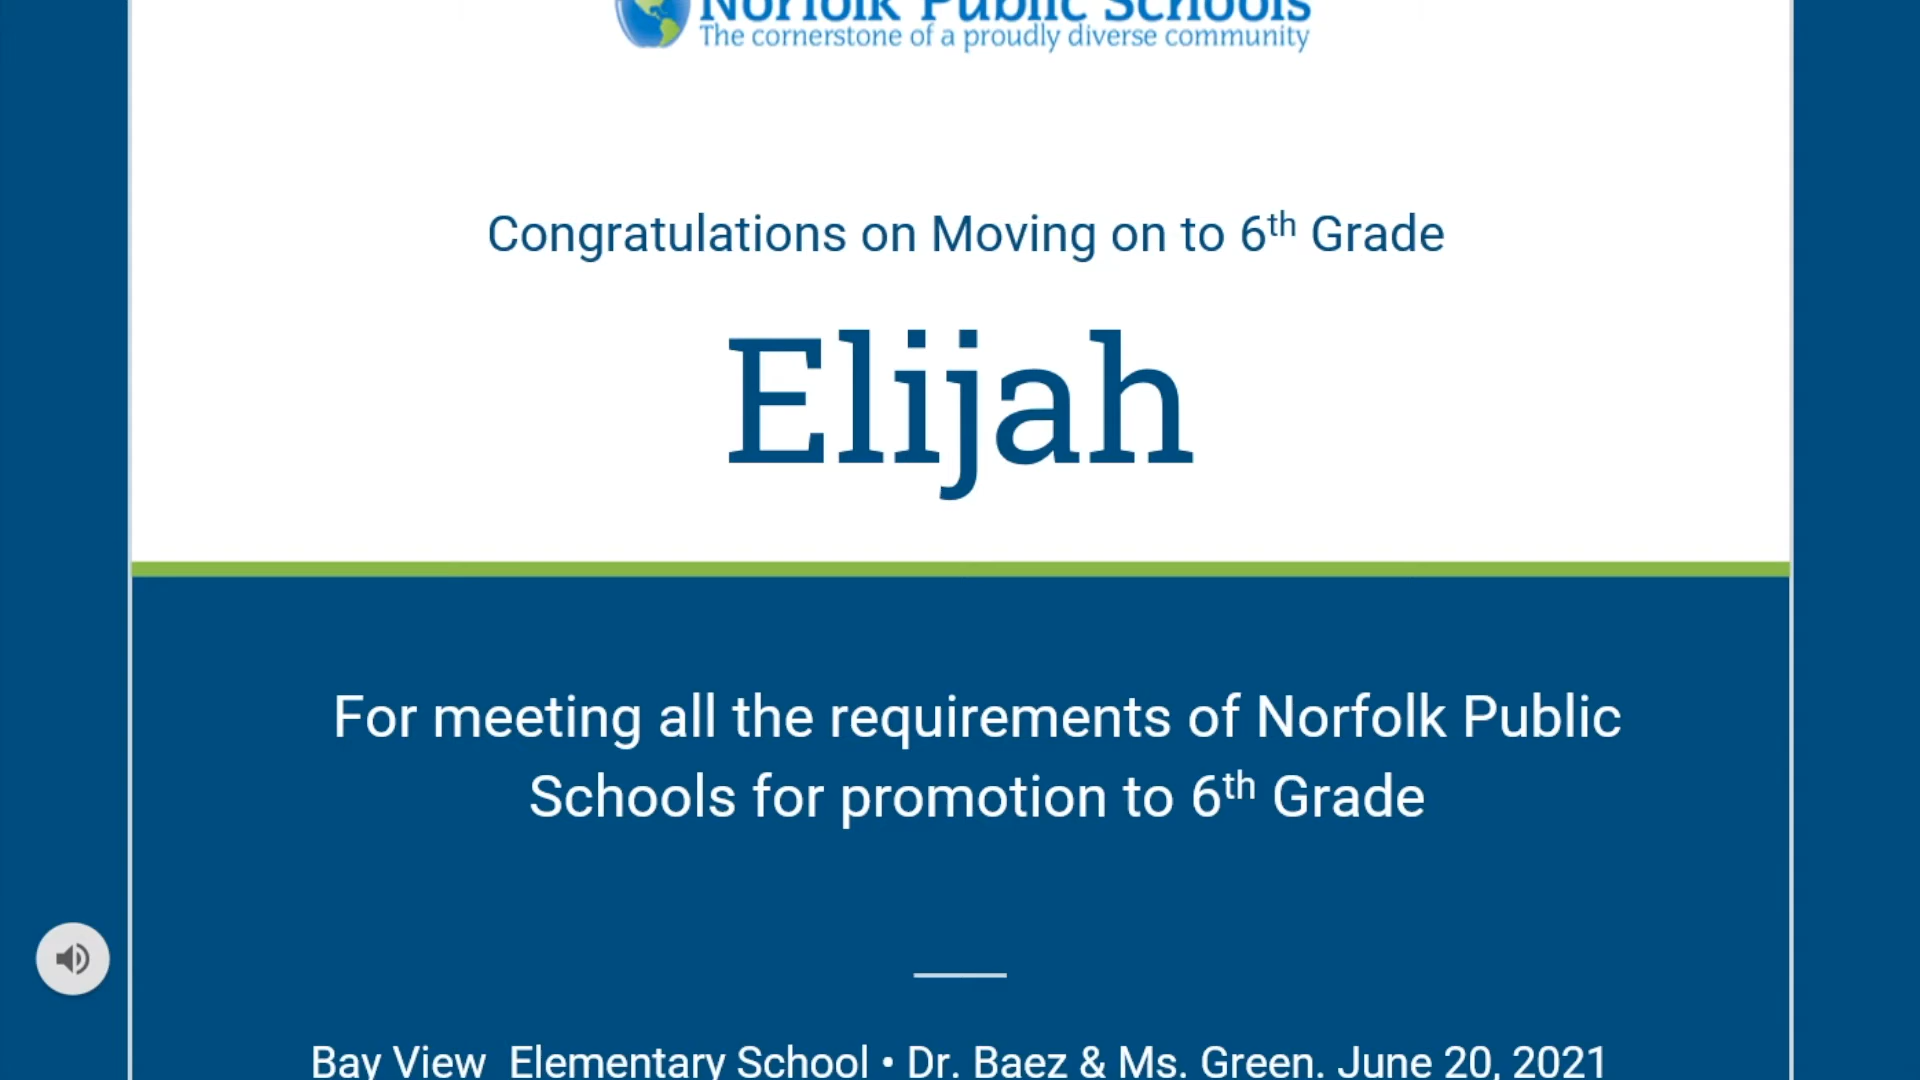 Norfolk Public Schools
The cornerstone of a proudly diverse community
Congratulations on Moving on to 6th Grade
Elijah
For meeting all the requirements of Norfolk Public
Schools for promotion to 6th Grade
Bay View Elementary School • Dr. Baez & Ms. Green. June 20, 2021